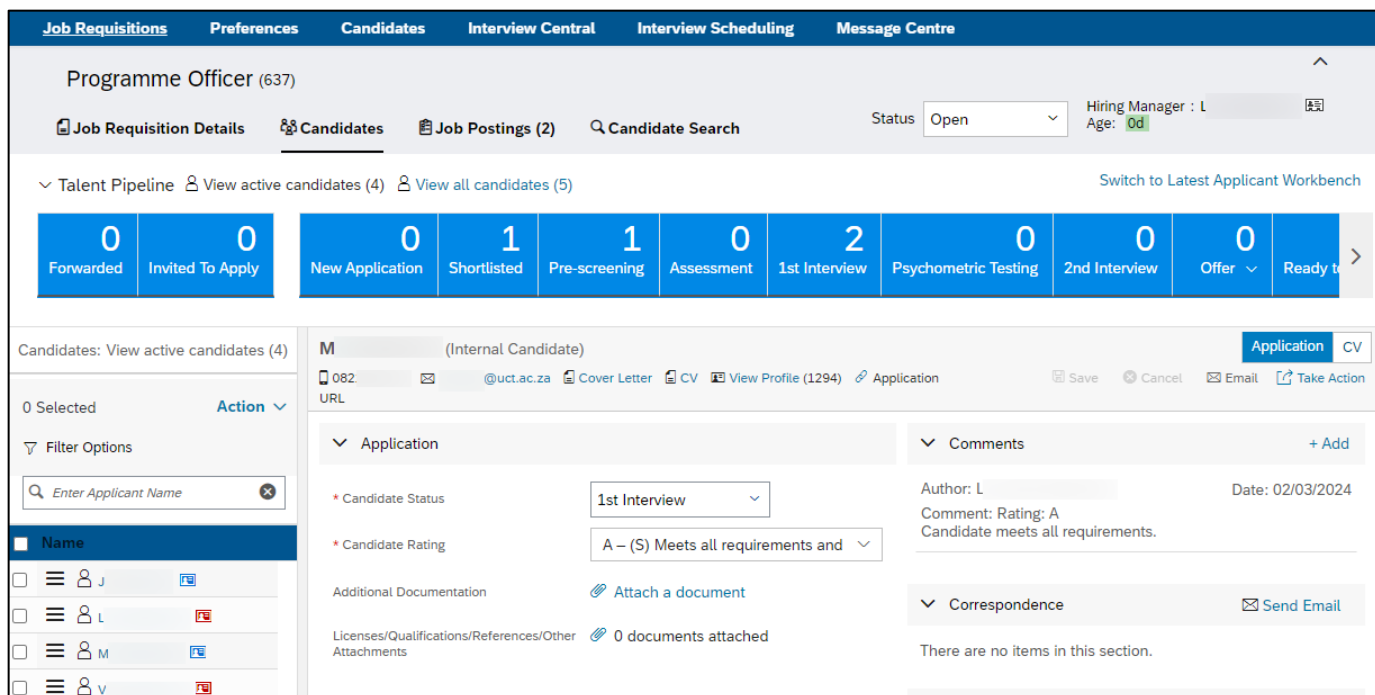 Job Requisitions Preferences Candidates Interview Central Interview Scheduling Message Centre
Programme Officer (637)
Job Requisition Details Candidates Job Postings (2) Candidate Search
Status Open
Hiring Manager : L
Age: 0d
Talent Pipeline View active candidates (4) View all candidates (5)
Switch to Latest Applicant Workbench
0 0 0 1 1 0 2 0 0 0
Forwarded Invited To Apply New Application Shortlisted Pre-screening Assessment 1st Interview Psychometric Testing 2nd Interview Offer Ready
Candidates: View active candidates (4)
0 Selected Action
Filter Options
Enter Applicant Name
Name
J
L
M
V
M (Internal Candidate)
Application CV
082 @uct.ac.za Cover Letter CV View Profile (1294) Application
URL
Save Cancel Email Take Action
Application
* Candidate Status 1st Interview
* Candidate Rating A – (S) Meets all requirements and
Additional Documentation Attach a document
Licenses/Qualifications/References/Other 0 documents attached
Attachments
Comments + Add
Author: L Date: 02/03/2024
Comment: Rating: A
Candidate meets all requirements.
Correspondence Send Email
There are no items in this section.